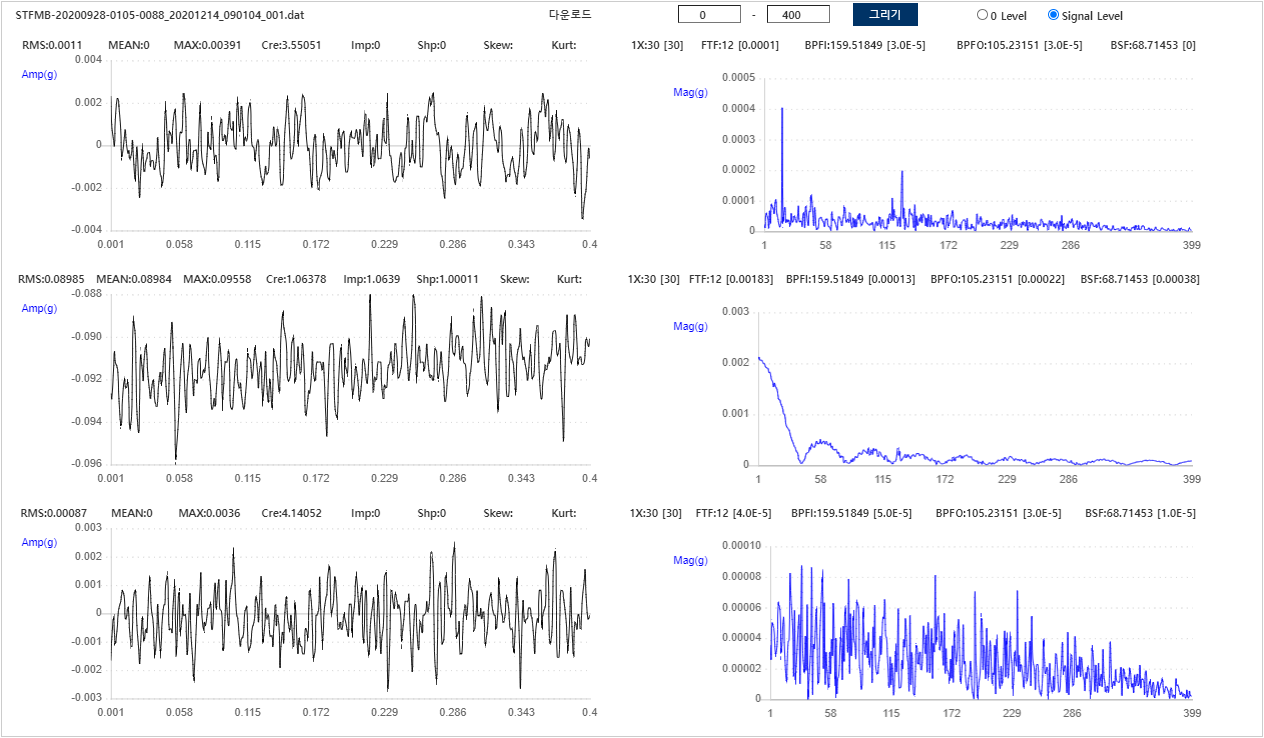 STFMB-20200928-0105-0088_20201214_090104_001.dat 다운로드 0 - 400 그리기 0 Level Signal Level
RMS:0.0011 MEAN:0 MAX:0.00391 Cre:3.55051 Imp:0 Shp:0 Skew: Kurt:
Amp(g)
0.004
0.002
0
-0.002
-0.004
0.001 0.058 0.115 0.172 0.229 0.286 0.343 0.4
1X:30 [30] FTF:12 [0.0001] BPFI:159.51849 [3.0E-5] BPFO:105.23151 [3.0E-5] BSF:68.71453 [0]
Mag(g)
0.0005
0.0004
0.0003
0.0002
0.0001
0
1 58 115 172 229 286 399
RMS:0.08985 MEAN:0.08984 MAX:0.09558 Cre:1.06378 Imp:1.0639 Shp:1.00011 Skew: Kurt:
Amp(g)
-0.088
-0.090
-0.092
-0.094
-0.096
0.001 0.058 0.115 0.172 0.229 0.286 0.343 0.4
1X:30 [30] FTF:12 [0.00183] BPFI:159.51849 [0.00013] BPFO:105.23151 [0.00022] BSF:68.71453 [0.00038]
Mag(g)
0.003
0.002
0.001
0
1 58 115 172 229 286 399
RMS:0.00087 MEAN:0 MAX:0.0036 Cre:4.14052 Imp:0 Shp:0 Skew: Kurt:
Amp(g)
0.003
0.002
0.001
0
-0.001
-0.002
-0.003
0.001 0.058 0.115 0.172 0.229 0.286 0.343 0.4
1X:30 [30] FTF:12 [4.0E-5] BPFI:159.51849 [5.0E-5] BPFO:105.23151 [3.0E-5] BSF:68.71453 [1.0E-5]
Mag(g)
0.00010
0.00008
0.00006
0.00004
0.00002
0
1 58 115 172 229 286 399